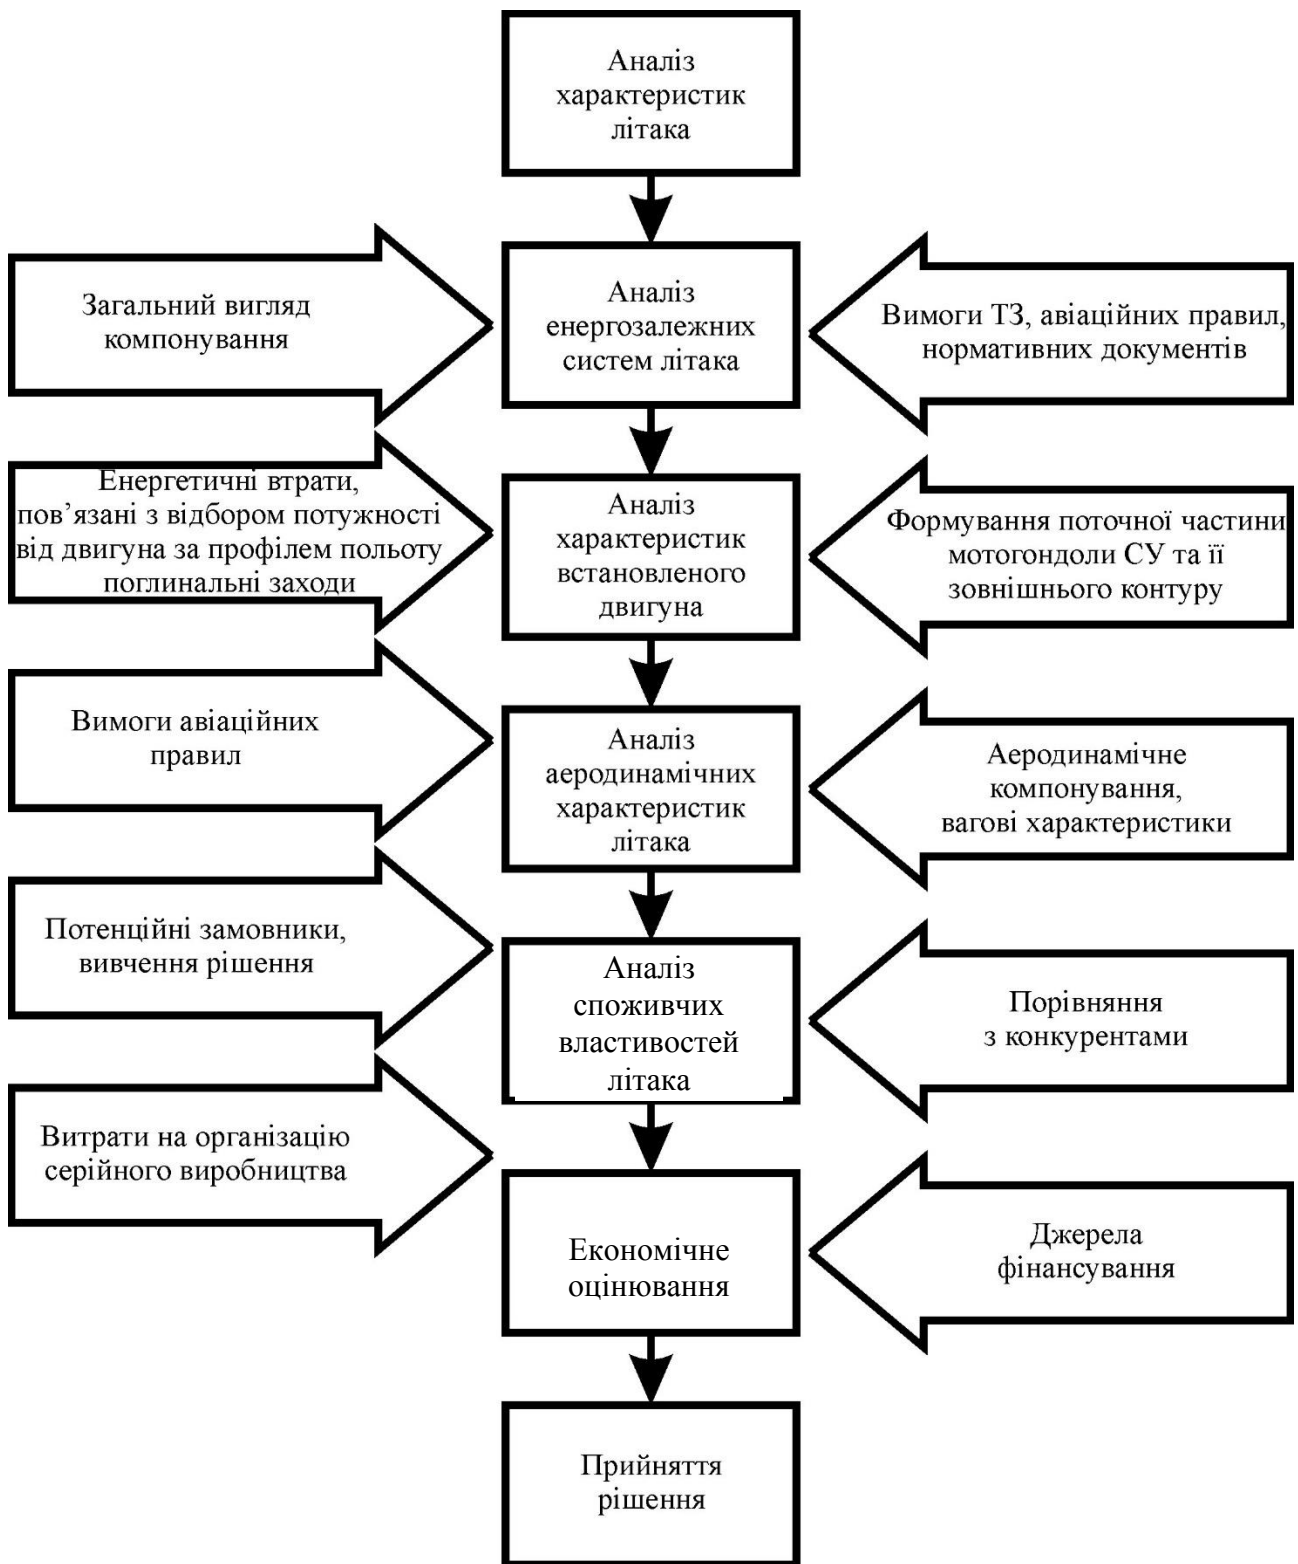 Аналіз
характеристик
літака
Загальний вигляд
компонування
Аналіз
енергозалежних
систем літака
Вимоги ТЗ, авіаційних правил,
нормативних документів
Енергетичні втрати,
пов’язані з відбором потужності
від двигуна за профілем польоту
поглинальні заходи
Аналіз
характеристик
встановленого
двигуна
Формування поточної частини
мотогондоли СУ та її
зовнішнього контуру
Вимоги авіаційних
правил
Аналіз
аеродинамічних
характеристик
літака
Аеродинамічне
компонування,
вагові характеристики
Потенційні замовники,
вивчення рішення
Аналіз
споживчих
властивостей
літака
Порівняння
з конкурентами
Витрати на організацію
серійного виробництва
Економічне
оцінювання
Джерела
фінансування
Прийняття
рішення